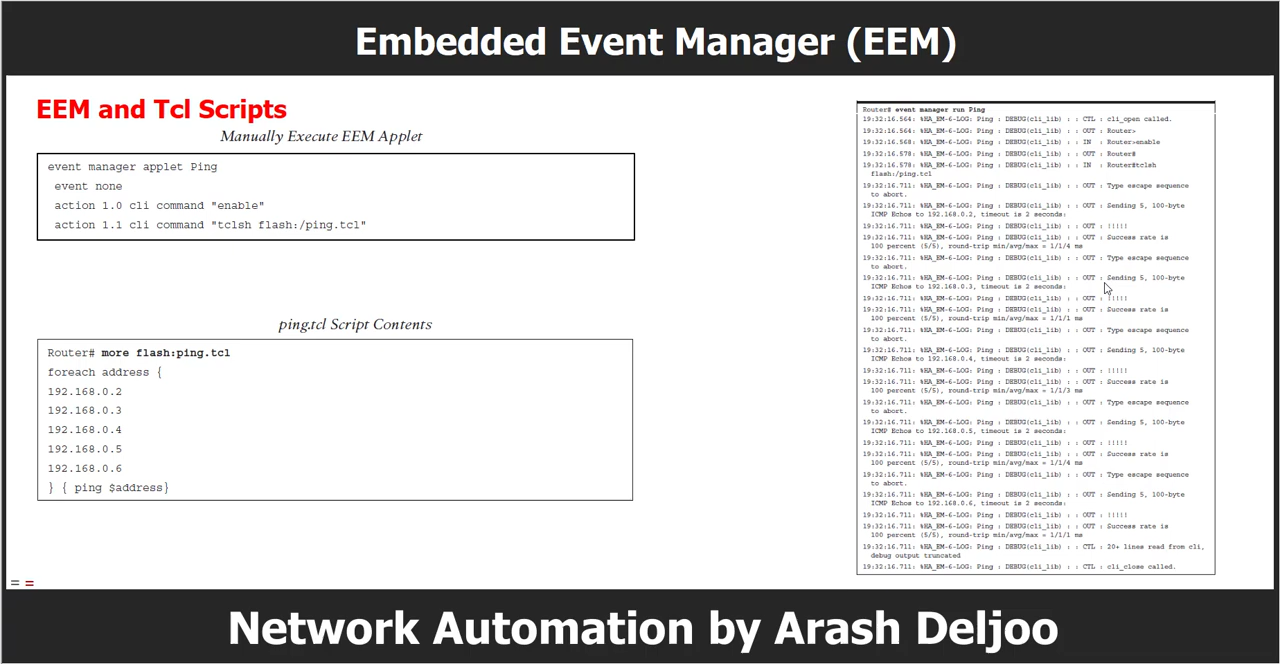 Embedded Event Manager (EEM)
EEM and Tcl Scripts
Manually Execute EEM Applet
event manager applet Ping
event none
action 1.0 cli command "enable"
action 1.1 cli command "tclsh flash:/ping.tcl"
ping.tcl Script Contents
Router# more flash:ping.tcl
foreach address {
192.168.0.2
192.168.0.3
192.168.0.4
192.168.0.5
192.168.0.6
} { ping $address}
Router# event manager run Ping
19:32:16.564: %HA_EM-6-LOG: Ping : DEBUG(cli_lib) : : CTL : cli_open called.
19:32:16.564: %HA_EM-6-LOG: Ping : DEBUG(cli_lib) : : OUT : Router>
19:32:16.568: %HA_EM-6-LOG: Ping : DEBUG(cli_lib) : : IN : Router>enable
19:32:16.578: %HA_EM-6-LOG: Ping : DEBUG(cli_lib) : : OUT : Router#
19:32:16.578: %HA_EM-6-LOG: Ping : DEBUG(cli_lib) : : IN : Router#tclsh
flash:/ping.tcl
19:32:16.711: %HA_EM-6-LOG: Ping : DEBUG(cli_lib) : : OUT : Type escape sequence
to abort.
19:32:16.711: %HA_EM-6-LOG: Ping : DEBUG(cli_lib) : : OUT : Sending 5, 100-byte
ICMP Echos to 192.168.0.2, timeout is 2 seconds:
19:32:16.711: %HA_EM-6-LOG: Ping : DEBUG(cli_lib) : : OUT : !!!!!
19:32:16.711: %HA_EM-6-LOG: Ping : DEBUG(cli_lib) : : OUT : Success rate is
100 percent (5/5), round-trip min/avg/max = 1/1/4 ms
19:32:16.711: %HA_EM-6-LOG: Ping : DEBUG(cli_lib) : : OUT : Type escape sequence
to abort.
19:32:16.711: %HA_EM-6-LOG: Ping : DEBUG(cli_lib) : : OUT : Sending 5, 100-byte
ICMP Echos to 192.168.0.3, timeout is 2 seconds:
19:32:16.711: %HA_EM-6-LOG: Ping : DEBUG(cli_lib) : : OUT : !!!!!
19:32:16.711: %HA_EM-6-LOG: Ping : DEBUG(cli_lib) : : OUT : Success rate is
100 percent (5/5), round-trip min/avg/max = 1/1/1 ms
19:32:16.711: %HA_EM-6-LOG: Ping : DEBUG(cli_lib) : : OUT : Type escape sequence
to abort.
19:32:16.711: %HA_EM-6-LOG: Ping : DEBUG(cli_lib) : : OUT : Sending 5, 100-byte
ICMP Echos to 192.168.0.4, timeout is 2 seconds:
19:32:16.711: %HA_EM-6-LOG: Ping : DEBUG(cli_lib) : : OUT : !!!!!
19:32:16.711: %HA_EM-6-LOG: Ping : DEBUG(cli_lib) : : OUT : Success rate is
100 percent (5/5), round-trip min/avg/max = 1/1/3 ms
19:32:16.711: %HA_EM-6-LOG: Ping : DEBUG(cli_lib) : : OUT : Type escape sequence
to abort.
19:32:16.711: %HA_EM-6-LOG: Ping : DEBUG(cli_lib) : : OUT : Sending 5, 100-byte
ICMP Echos to 192.168.0.5, timeout is 2 seconds:
19:32:16.711: %HA_EM-6-LOG: Ping : DEBUG(cli_lib) : : OUT : !!!!!
19:32:16.711: %HA_EM-6-LOG: Ping : DEBUG(cli_lib) : : OUT : Success rate is
100 percent (5/5), round-trip min/avg/max = 1/1/4 ms
19:32:16.711: %HA_EM-6-LOG: Ping : DEBUG(cli_lib) : : OUT : Type escape sequence
to abort.
19:32:16.711: %HA_EM-6-LOG: Ping : DEBUG(cli_lib) : : OUT : Sending 5, 100-byte
ICMP Echos to 192.168.0.6, timeout is 2 seconds:
19:32:16.711: %HA_EM-6-LOG: Ping : DEBUG(cli_lib) : : OUT : !!!!!
19:32:16.711: %HA_EM-6-LOG: Ping : DEBUG(cli_lib) : : OUT : Success rate is
100 percent (5/5), round-trip min/avg/max = 1/1/1 ms
19:32:16.711: %HA_EM-6-LOG: Ping : DEBUG(cli_lib) : : CTL : 20+ lines read from cli,
debug output truncated
19:32:16.711: %HA_EM-6-LOG: Ping : DEBUG(cli_lib) : : CTL : cli_close called.
Network Automation by Arash Deljoo